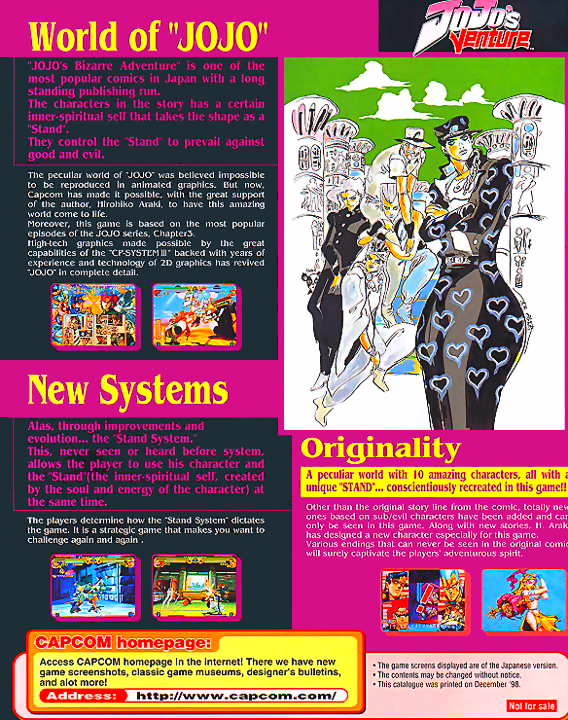 World of "JOJO"
JOJO's
Venture
"JOJO's Bizarre Adventure" is one of the
most popular comics in Japan with a long
standing publishing run.
The characters in the story has a certain
inner-spiritual self that takes the shape as a
"Stand".
They control the "Stand" to prevail against
good and evil.
The peculiar world of "JOJO" was believed impossible
to be reproduced in animated graphics. But now,
Capcom has made it possible, with the great support
of the author, Hirohiko Araki, to have this amazing
world come to life.
Moreover, this game is based on the most popular
episodes of the JOJO series, Chapter3.
High-tech graphics made possible by the great
capabilities of the "CP-SYSTEM III" backed with years of
experience and technology of 2D graphics has revived
"JOJO" in complete detail.
New Systems
Alas, through improvements and
evolution... the "Stand System."
This, never seen or heard before system,
allows the player to use his character and
the "Stand"(the inner-spiritual self, created
by the soul and energy of the character) at
the same time.
The players determine how the "Stand System" dictates
the game. It is a strategic game that makes you want to
challenge again and again .
Originality
A peculiar world with 10 amazing characters, all with a
unique "STAND"... conscientiously recreated in this game!!
Other than the original story line from the comic, totally new
ones based on sub/evil characters have been added and can
only be seen in this game. Along with new stories, H. Araki
has designed a new character especially for this game.
Various endings that can never be seen in the original comic
will surely captivate the players' adventurous spirit.
CAPCOM homepage:
Access CAPCOM homepage in the internet! There we have new
game screenshots, classic game museums, designer's bulletins,
and alot more!
Address: http://www.capcom.com/
• The game screens displayed are of the Japanese version.
• The contents may be changed without notice.
• This catalogue was printed on December '98.
Not for sale